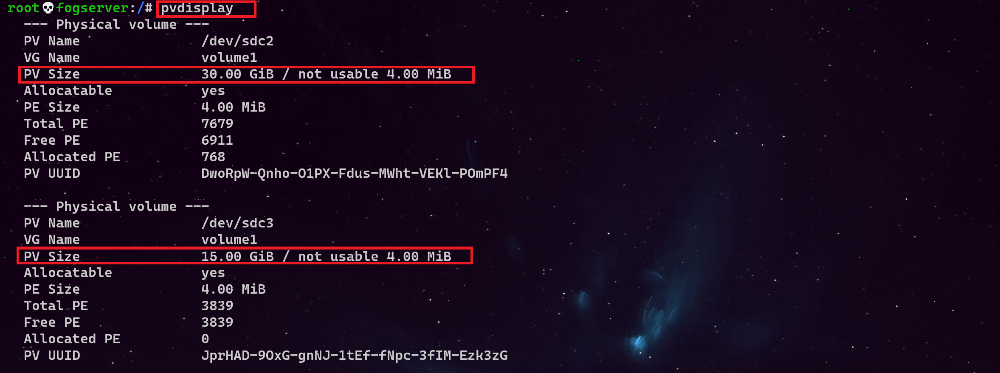 root💀fogserver:/# pvdisplay
--- Physical volume ---
PV Name /dev/sdc2
VG Name volume1
PV Size 30.00 GiB / not usable 4.00 MiB
Allocatable yes
PE Size 4.00 MiB
Total PE 7679
Free PE 6911
Allocated PE 768
PV UUID DwoRpW-Qnho-O1PX-Fdus-MWht-VEKl-POmPF4
--- Physical volume ---
PV Name /dev/sdc3
VG Name volume1
PV Size 15.00 GiB / not usable 4.00 MiB
Allocatable yes
PE Size 4.00 MiB
Total PE 3839
Free PE 3839
Allocated PE 0
PV UUID JprHAD-9OxG-gnNJ-1tEf-fNpc-3fIM-Ezk3zG